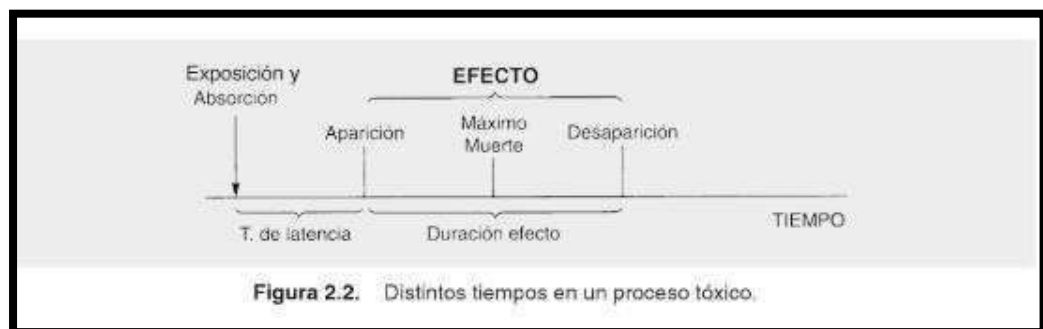 Exposición y
Absorción
EFECTO
Aparición
Máximo
Muerte
Desaparición
T. de latencia
Duración efecto
TIEMPO
Figura 2.2. Distintos tiempos en un proceso tóxico.